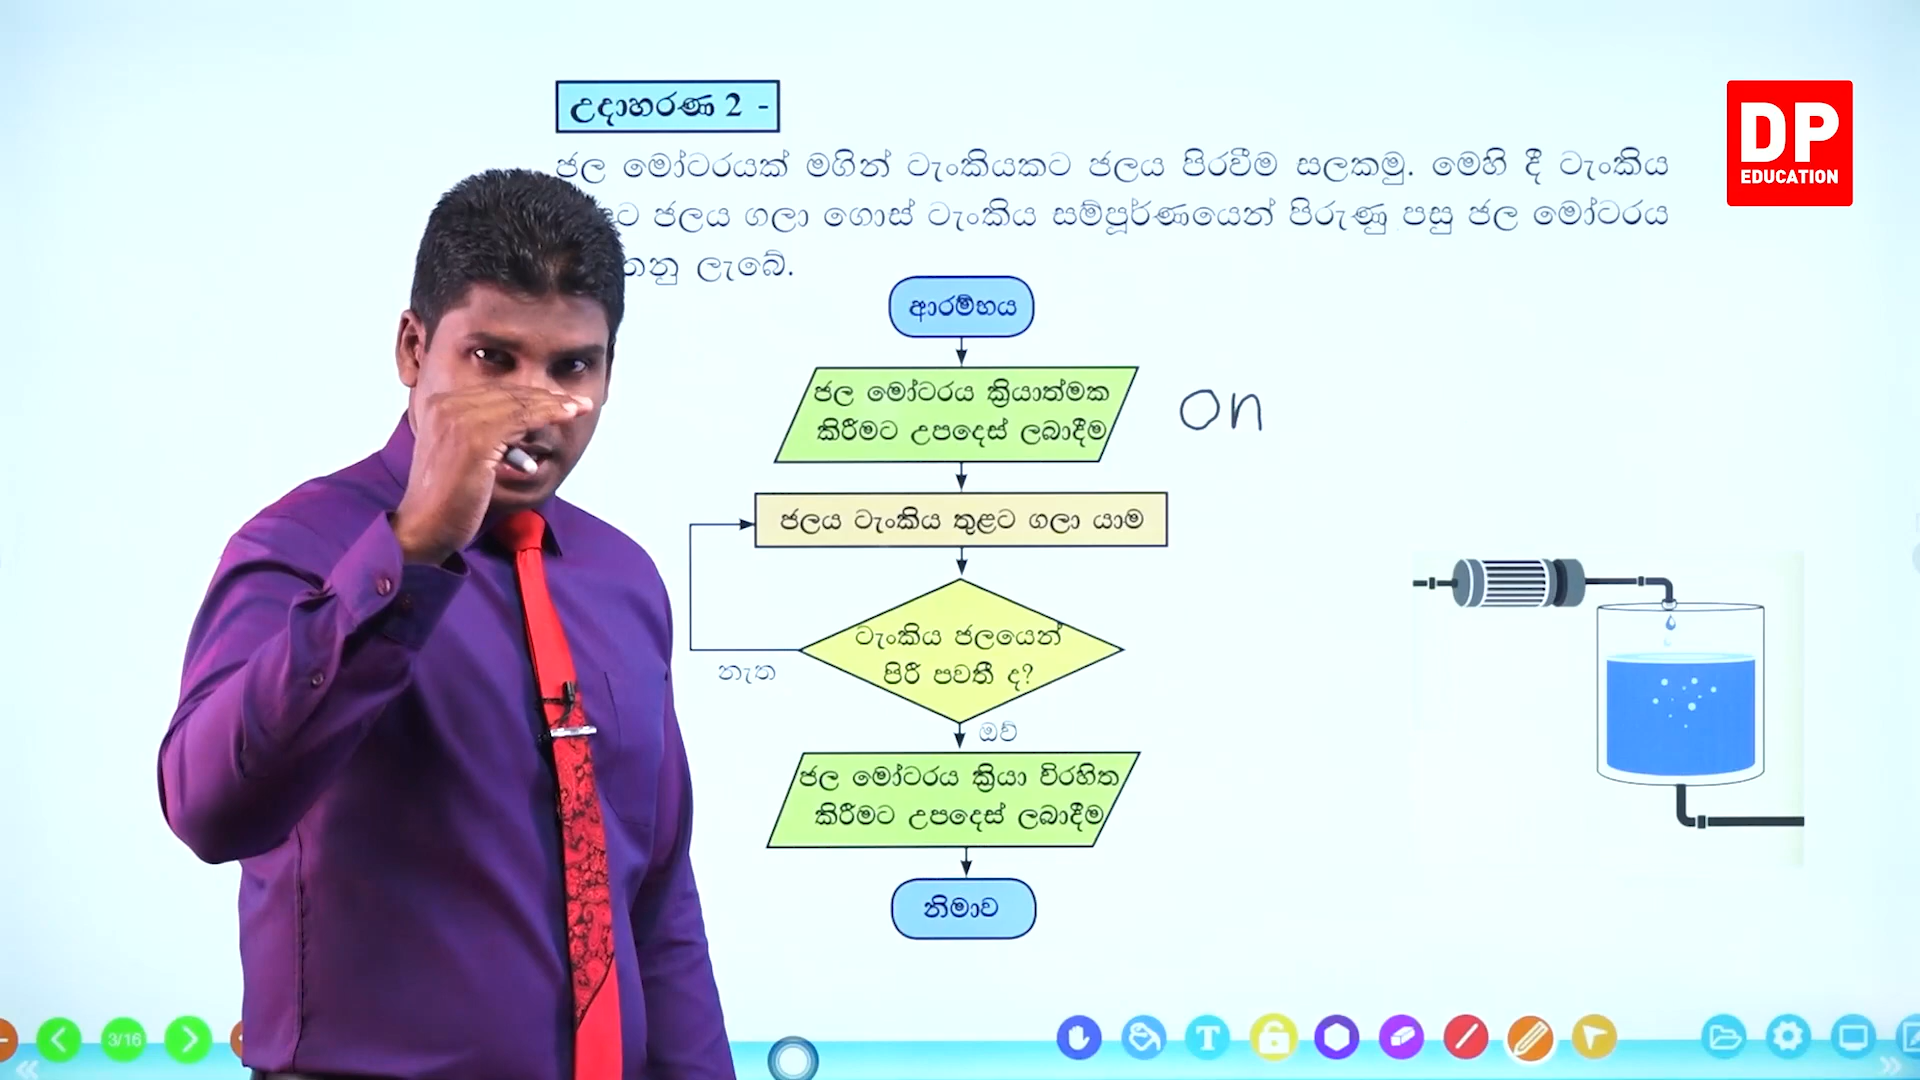 උදාහරණ 2 -
DP
EDUCATION
ජල මෝටරයක් මගින් ටැංකියකට ජලය පිරවීම සලකමු. මෙහි දී ටැංකිය
ජලය ගලා ගොස් ටැංකිය සම්පූර්ණයෙන් පිරුණු පසු ජල මෝටරය
ලැබේ.
ආරම්භය
ජල මෝටරය ක්‍රියාත්මක
කිරීමට උපදෙස් ලබාදීම
on
ජලය ටැංකිය තුළට ගලා යාම
ටැංකිය ජලයෙන්
පිරී පවතී ද?
නැත
ඔව්
ජල මෝටරය ක්‍රියා විරහිත
කිරීමට උපදෙස් ලබාදීම
නිමාව
3/16
T